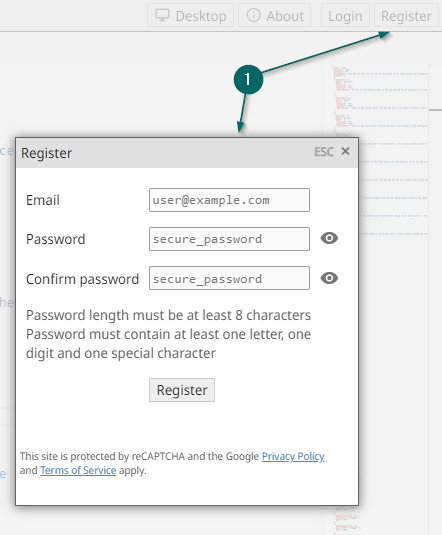 Desktop About Login Register
1
Register ESC ×
Email user@example.com
Password secure_password
Confirm password secure_password
Password length must be at least 8 characters
Password must contain at least one letter, one
digit and one special character
Register
This site is protected by reCAPTCHA and the Google Privacy Policy
and Terms of Service apply.